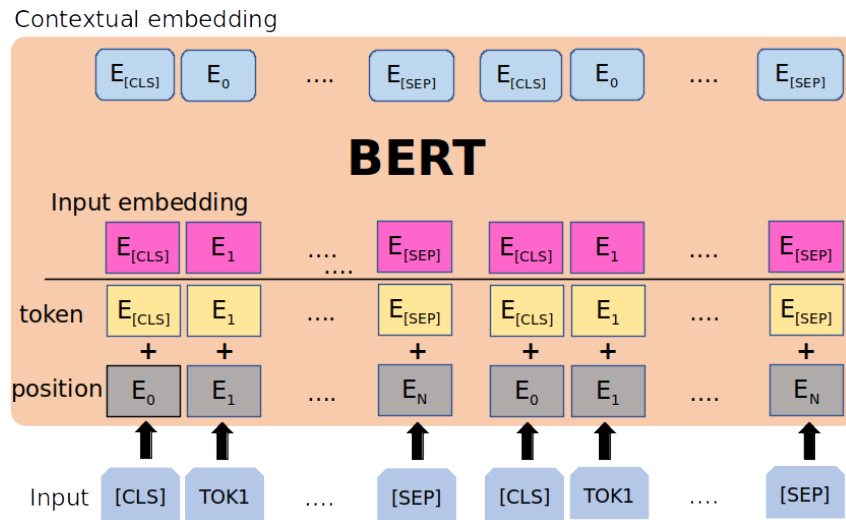 Contextual embedding
E[CLS] E0 .... E[SEP] E[CLS] E0 .... E[SEP]
BERT
Input embedding
E[CLS] E1 .... E[SEP] E[CLS] E1 .... E[SEP]
....
token E[CLS] E1 .... E[SEP] E[CLS] E1 .... E[SEP]
+ + + + + +
position E0 E1 .... EN E0 E1 .... EN
Input [CLS] TOK1 .... [SEP] [CLS] TOK1 .... [SEP]